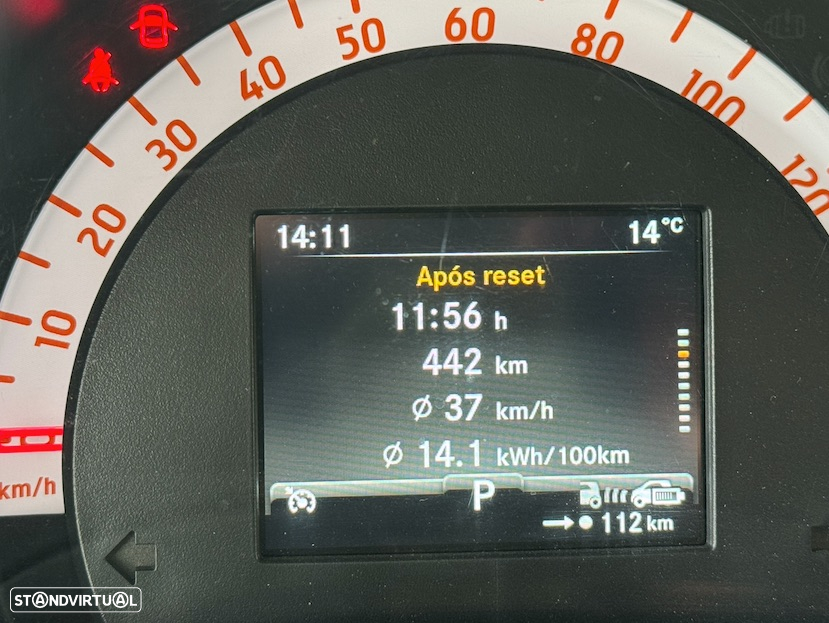 10
20
30
40
50
60
80
100
120
km/h
14:11 14°C
Após reset
11:56 h
442 km
Ø 37 km/h
Ø 14.1 kWh/100km
P
112 km
STANDVIRTUAL